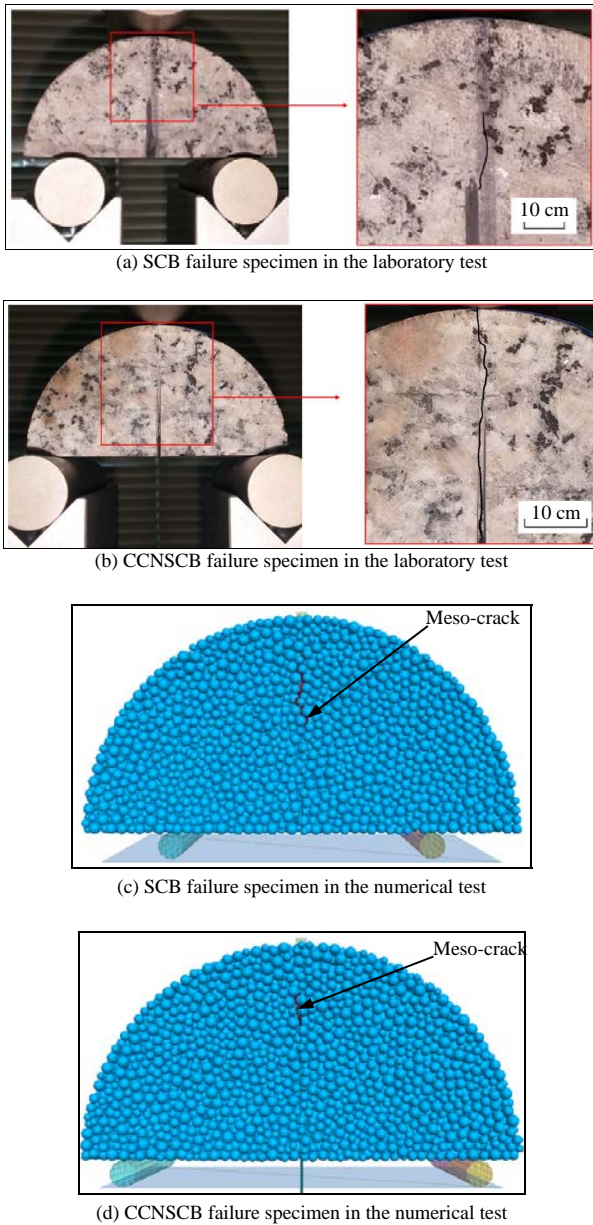 10 cm
(a) SCB failure specimen in the laboratory test
10 cm
(b) CCNSCB failure specimen in the laboratory test
Meso-crack
(c) SCB failure specimen in the numerical test
Meso-crack
(d) CCNSCB failure specimen in the numerical test